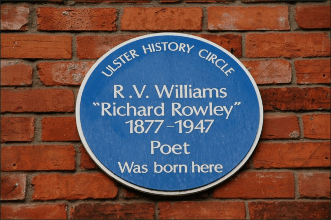 ULSTER HISTORY CIRCLE
R.V. Williams
"Richard Rowley"
1877-1947
Poet
Was born here